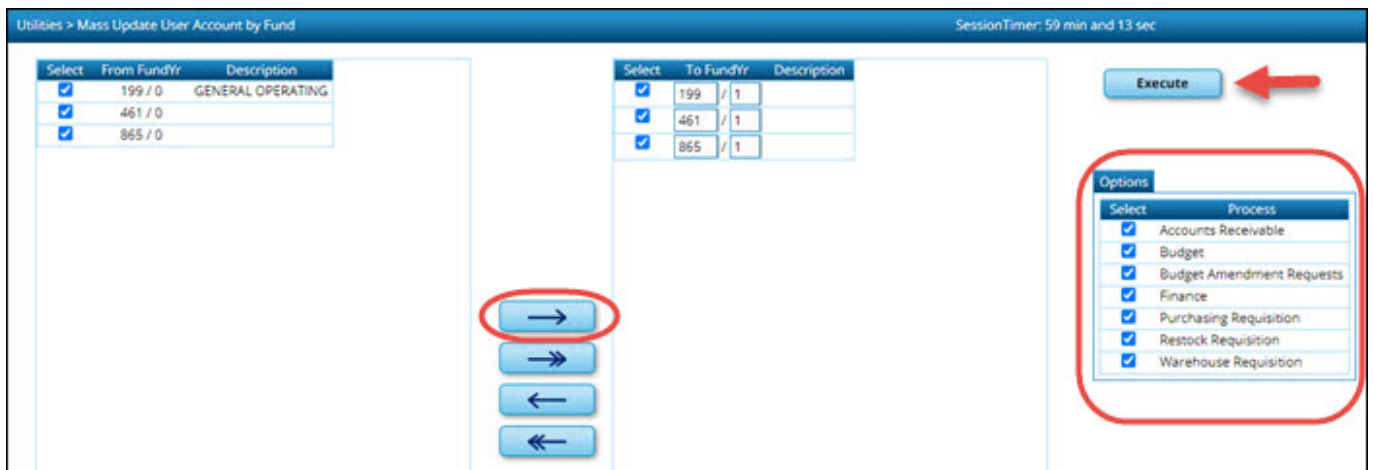 Utilities > Mass Update User Account by Fund
SessionTimer: 59 min and 13 sec
Select From FundYr Description
199 / 0 GENERAL OPERATING
461 / 0
865 / 0
Select To FundYr Description
199 / 1
461 / 1
865 / 1
Execute
Options
Select Process
Accounts Receivable
Budget
Budget Amendment Requests
Finance
Purchasing Requisition
Restock Requisition
Warehouse Requisition